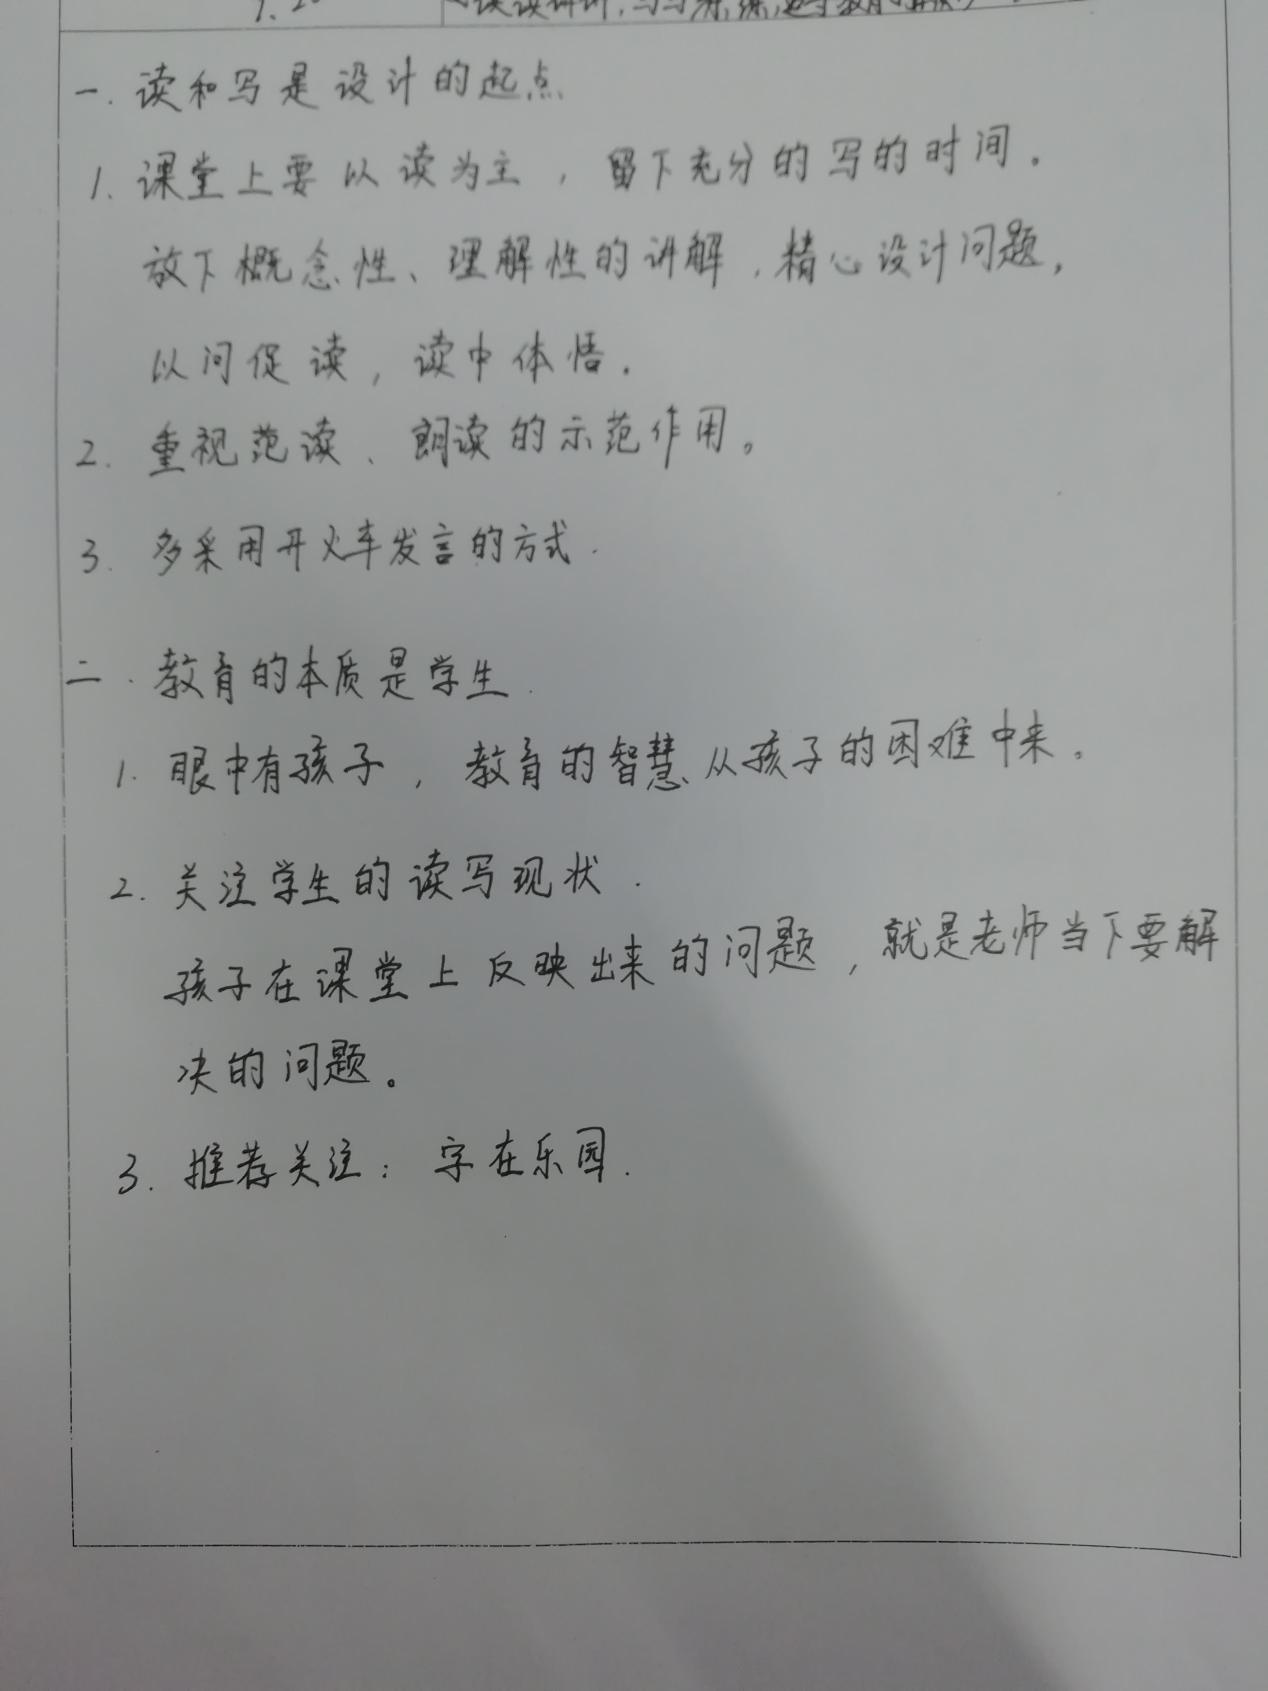 一. 读和写是设计的起点.
1. 课堂上要以读为主，留下充分的写的时间.
放下概念性、理解性的讲解，精心设计问题，
以问促读，读中体悟.
2. 重视范读、朗读的示范作用。
3. 多采用开火车发言的方式.
二. 教育的本质是学生.
1. 眼中有孩子，教育的智慧从孩子的困难中来。
2. 关注学生的读写现状.
孩子在课堂上反映出来的问题，就是老师当下要解
决的问题。
3. 推荐关注：字在乐园.